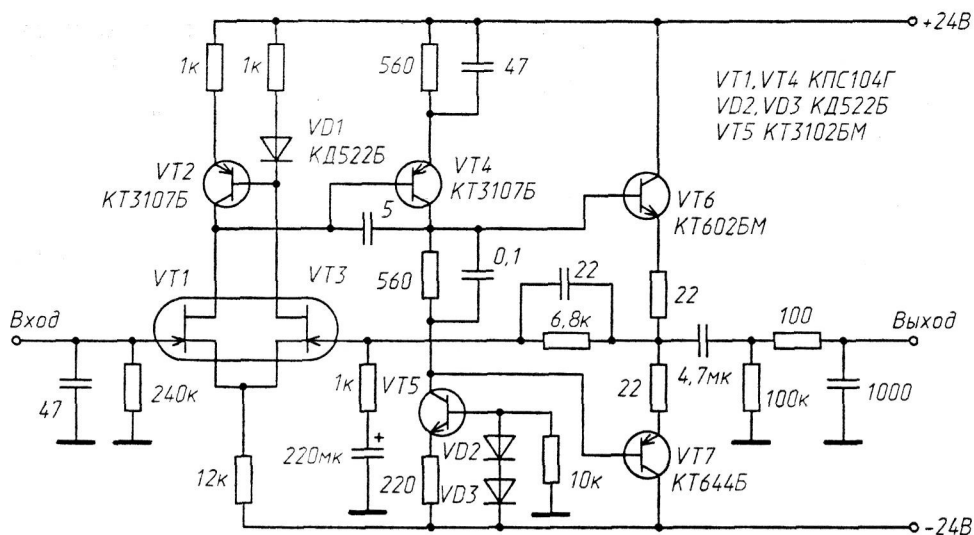 +24В
1к
1к
560
47
VT1,VT4 КПС104Г
VD2,VD3 КД522Б
VT5 КТ3102БМ
VD1
КД522Б
VT2
КТ3107Б
VT4
КТ3107Б
VT6
КТ602БМ
5
0,1
560
VT1
VT3
22
22
6,8к
100
Вход
Выход
47
240к
1к
VT5
4,7мк
22
100к
1000
220мк
+
VD2
VD3
VT7
КТ644Б
12к
220
10к
-24В